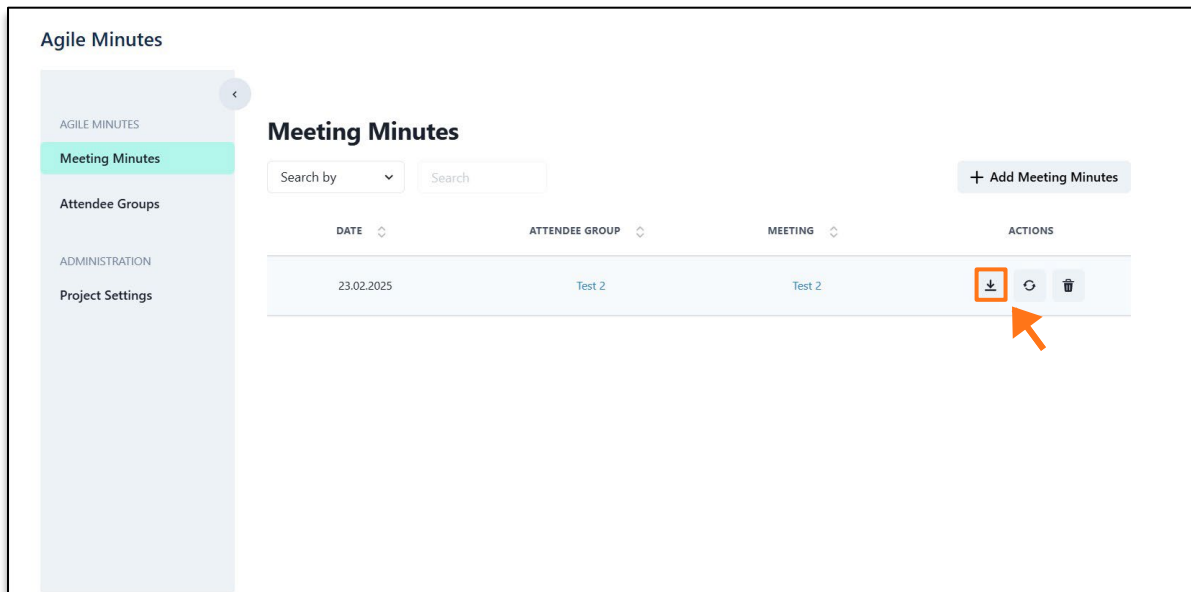 Agile Minutes
AGILE MINUTES
Meeting Minutes
Attendee Groups
ADMINISTRATION
Project Settings
Meeting Minutes
Search by
Search
+ Add Meeting Minutes
DATE ATTENDEE GROUP MEETING ACTIONS
23.02.2025 Test 2 Test 2